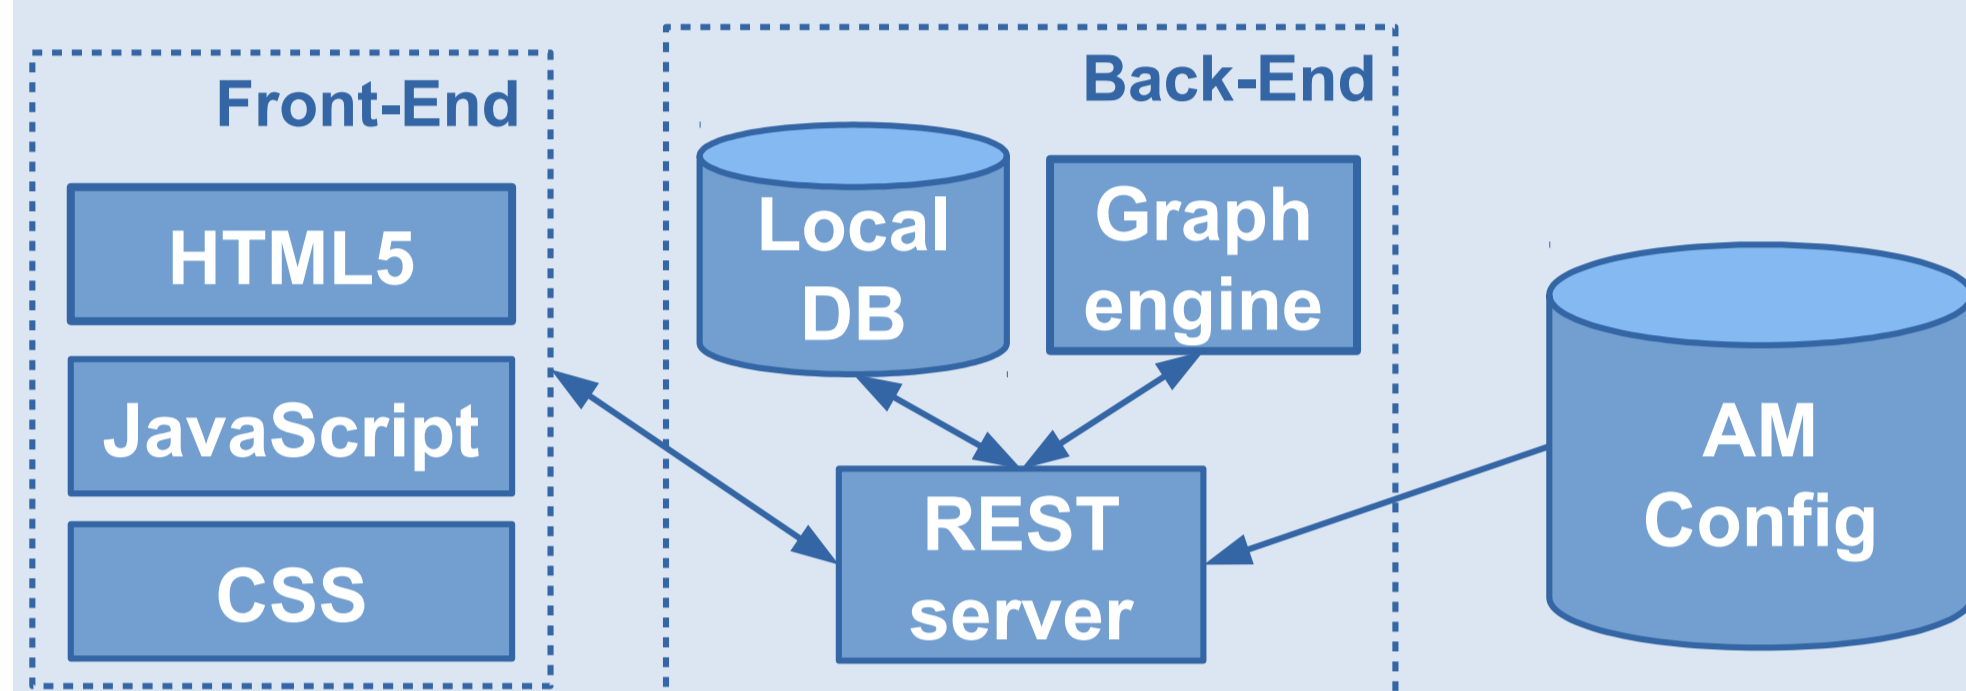 Front-End
HTML5
JavaScript
CSS
Back-End
Local
DB
Graph
engine
REST
server
AM
Config